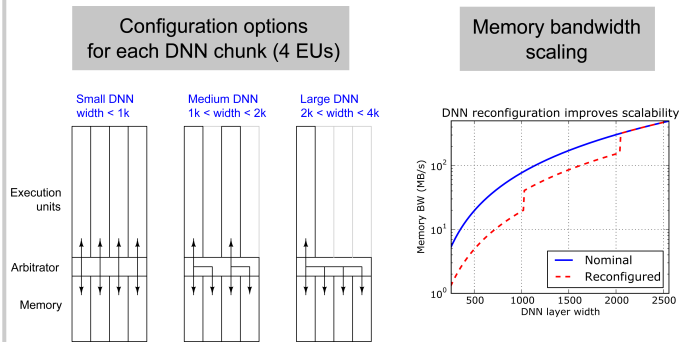 Configuration options
for each DNN chunk (4 EUs)
Memory bandwidth
scaling
Small DNN
width < 1k
Medium DNN
1k < width < 2k
Large DNN
2k < width < 4k
Execution
units
Arbitrator
Memory
DNN reconfiguration improves scalability
Memory BW (MB/s)
10^2
10^1
10^0
Nominal
Reconfigured
500
1000
1500
2000
2500
DNN layer width